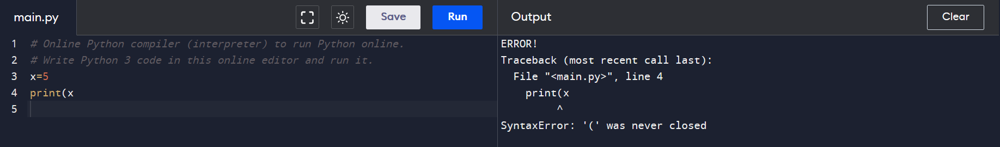 main.py
Save
Run
Output
Clear
1 # Online Python compiler (interpreter) to run Python online.
2 # Write Python 3 code in this online editor and run it.
3 x=5
4 print(x
5
ERROR!
Traceback (most recent call last):
  File "<main.py>", line 4
    print(x
         ^
SyntaxError: '(' was never closed